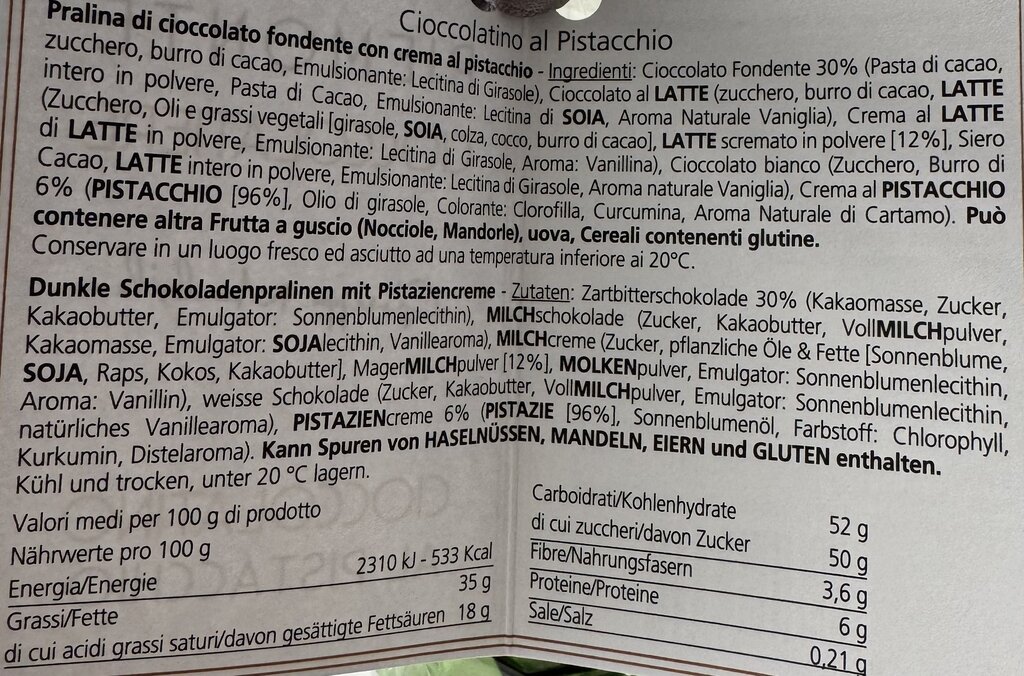 Cioccolatino al Pistacchio
Pralina di cioccolato fondente con crema al pistacchio - Ingredienti: Cioccolato Fondente 30% (Pasta di cacao,
zucchero, burro di cacao, Emulsionante: Lecitina di Girasole), Cioccolato al LATTE (zucchero, burro di cacao, LATTE
intero in polvere, Pasta di Cacao, Emulsionante: Lecitina di SOIA, Aroma Naturale Vaniglia), Crema al LATTE
(Zucchero, Oli e grassi vegetali [girasole, SOIA, colza, cocco, burro di cacao], LATTE scremato in polvere [12%], Siero
di LATTE in polvere, Emulsionante: Lecitina di Girasole, Aroma: Vanillina), Cioccolato bianco (Zucchero, Burro di
Cacao, LATTE intero in polvere, Emulsionante: Lecitina di Girasole, Aroma naturale Vaniglia), Crema al PISTACCHIO
6% (PISTACCHIO [96%], Olio di girasole, Colorante: Clorofilla, Curcumina, Aroma Naturale di Cartamo). Può
contenere altra Frutta a guscio (Nocciole, Mandorle), uova, Cereali contenenti glutine.
Conservare in un luogo fresco ed asciutto ad una temperatura inferiore ai 20°C.
Dunkle Schokoladenpralinen mit Pistaziencreme - Zutaten: Zartbitterschokolade 30% (Kakaomasse, Zucker,
Kakaobutter, Emulgator: Sonnenblumenlecithin), MILCHschokolade (Zucker, Kakaobutter, VollMILCHpulver,
Kakaomasse, Emulgator: SOJAlecithin, Vanillearoma), MILCHcreme (Zucker, pflanzliche Öle & Fette [Sonnenblume,
SOJA, Raps, Kokos, Kakaobutter], MagerMILCHpulver [12%], MOLKENpulver, Emulgator: Sonnenblumenlecithin,
Aroma: Vanillin), weisse Schokolade (Zucker, Kakaobutter, VollMILCHpulver, Emulgator: Sonnenblumenlecithin,
natürliches Vanillearoma), PISTAZIENcreme 6% (PISTAZIE [96%], Sonnenblumenöl, Farbstoff: Chlorophyll,
Kurkumin, Distelaroma). Kann Spuren von HASELNÜSSEN, MANDELN, EIERN und GLUTEN enthalten.
Kühl und trocken, unter 20 °C lagern.
Valori medi per 100 g di prodotto
Nährwerte pro 100 g
Energia/Energie 2310 kJ - 533 Kcal
Grassi/Fette 35 g
di cui acidi grassi saturi/davon gesättigte Fettsäuren 18 g
Carboidrati/Kohlenhydrate 52 g
di cui zuccheri/davon Zucker 50 g
Fibre/Nahrungsfasern 3,6 g
Proteine/Proteine 6 g
Sale/Salz 0,21 g